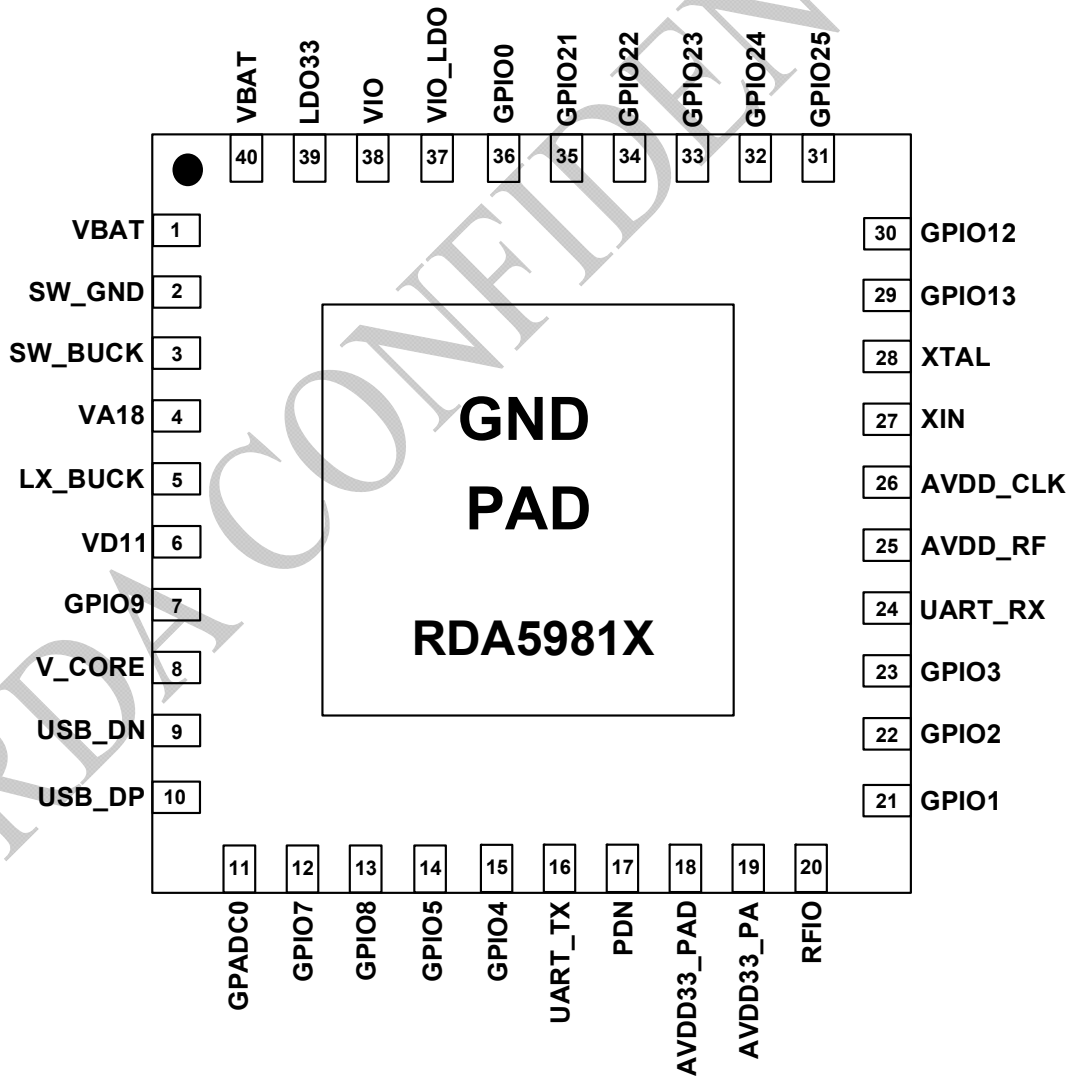 VBAT
LDO33
VIO
VIO_LDO
GPIO0
GPIO21
GPIO22
GPIO23
GPIO24
GPIO25
40
39
38
37
36
35
34
33
32
31
VBAT 1
SW_GND 2
SW_BUCK 3
VA18 4
LX_BUCK 5
VD11 6
GPIO9 7
V_CORE 8
USB_DN 9
USB_DP 10
GND
PAD
RDA5981X
30 GPIO12
29 GPIO13
28 XTAL
27 XIN
26 AVDD_CLK
25 AVDD_RF
24 UART_RX
23 GPIO3
22 GPIO2
21 GPIO1
11
12
13
14
15
16
17
18
19
20
GPADC0
GPIO7
GPIO8
GPIO5
GPIO4
UART_TX
PDN
AVDD33_PAD
AVDD33_PA
RFIO
RDA CONFIDEN